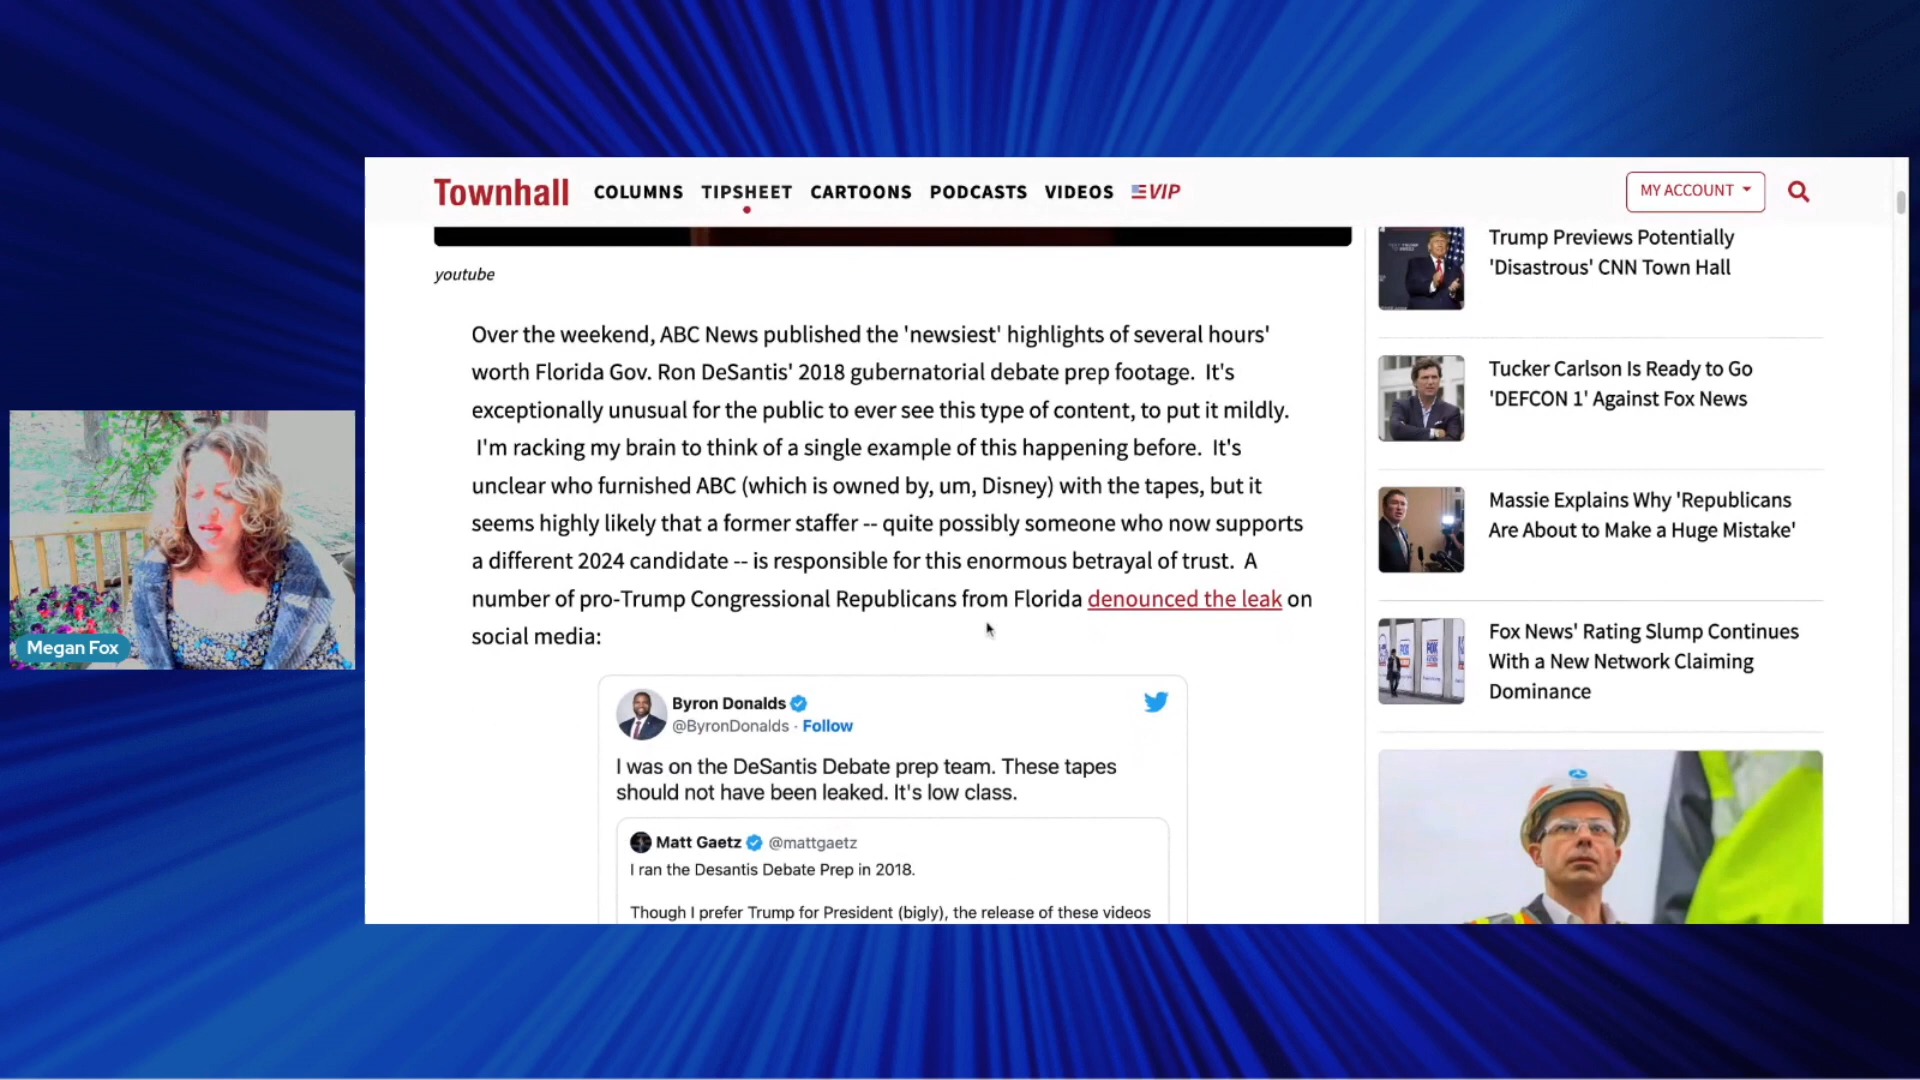 Townhall COLUMNS TIPSHEET CARTOONS PODCASTS VIDEOS VIP MY ACCOUNT
youtube
Over the weekend, ABC News published the 'newsiest' highlights of several hours'
worth Florida Gov. Ron DeSantis' 2018 gubernatorial debate prep footage.  It's
exceptionally unusual for the public to ever see this type of content, to put it mildly.
I'm racking my brain to think of a single example of this happening before.  It's
unclear who furnished ABC (which is owned by, um, Disney) with the tapes, but it
seems highly likely that a former staffer -- quite possibly someone who now supports
a different 2024 candidate -- is responsible for this enormous betrayal of trust.  A
number of pro-Trump Congressional Republicans from Florida denounced the leak on
social media:
Byron Donalds
@ByronDonalds · Follow
I was on the DeSantis Debate prep team. These tapes
should not have been leaked. It's low class.
Matt Gaetz @mattgaetz
I ran the Desantis Debate Prep in 2018.
Though I prefer Trump for President (bigly), the release of these videos
Trump Previews Potentially
'Disastrous' CNN Town Hall
Tucker Carlson Is Ready to Go
'DEFCON 1' Against Fox News
Massie Explains Why 'Republicans
Are About to Make a Huge Mistake'
Fox News' Rating Slump Continues
With a New Network Claiming
Dominance
Megan Fox